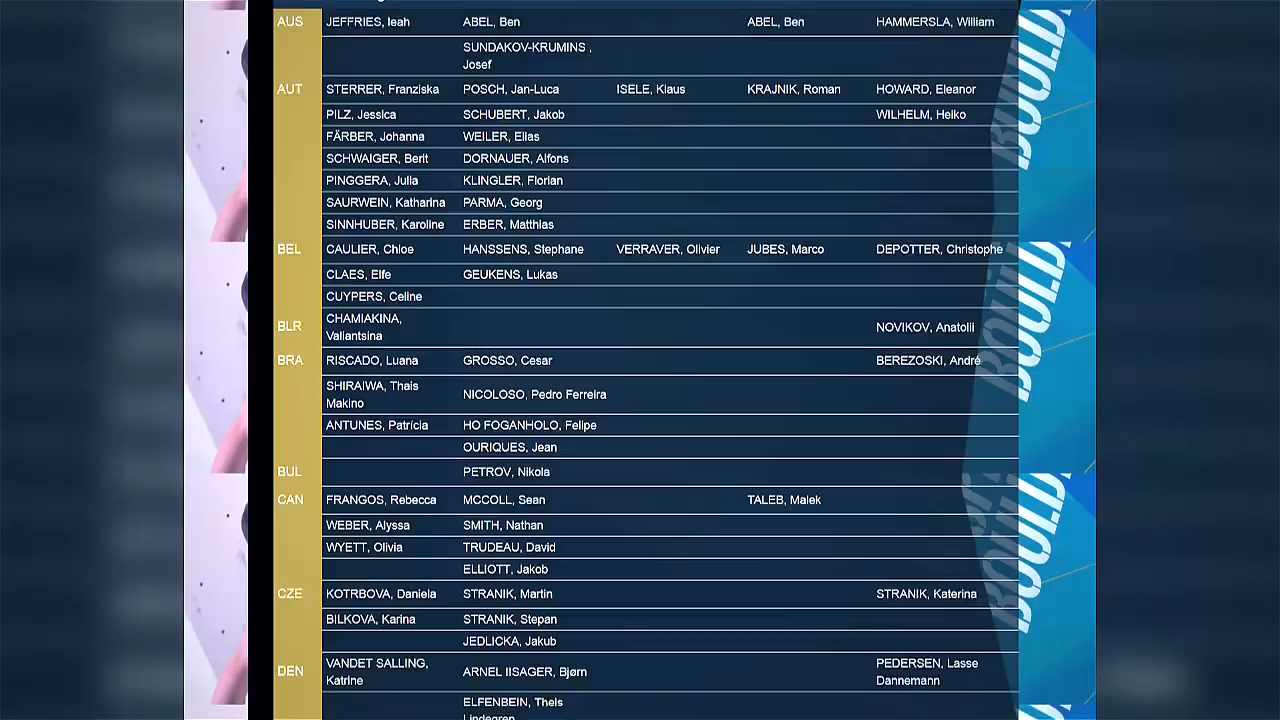 AUS JEFFRIES, Ieah ABEL, Ben ABEL, Ben HAMMERSLA, William
SUNDAKOV-KRUMINS ,
Josef
AUT STERRER, Franziska POSCH, Jan-Luca ISELE, Klaus KRAJNIK, Roman HOWARD, Eleanor
PILZ, Jessica SCHUBERT, Jakob WILHELM, Heiko
FÄRBER, Johanna WEILER, Elias
SCHWAIGER, Berit DORNAUER, Alfons
PINGGERA, Julia KLINGLER, Florian
SAURWEIN, Katharina PARMA, Georg
SINNHUBER, Karoline ERBER, Matthias
BEL CAULIER, Chloe HANSSENS, Stephane VERRAVER, Olivier JUBES, Marco DEPOTTER, Christophe
CLAES, Eife GEUKENS, Lukas
CUYPERS, Celine
BLR CHAMIAKINA,
Valiantsina NOVIKOV, Anatolii
BRA RISCADO, Luana GROSSO, Cesar BEREZOSKI, André
SHIRAIWA, Thais
Makino NICOLOSO, Pedro Ferreira
ANTUNES, Patrícia HO FOGANHOLO, Felipe
OURIQUES, Jean
BUL PETROV, Nikola
CAN FRANGOS, Rebecca MCCOLL, Sean TALEB, Malek
WEBER, Alyssa SMITH, Nathan
WYETT, Olivia TRUDEAU, David
ELLIOTT, Jakob
CZE KOTRBOVA, Daniela STRANIK, Martin STRANIK, Katerina
BILKOVA, Karina STRANIK, Stepan
JEDLICKA, Jakub
DEN VANDET SALLING,
Katrine ARNEL IISAGER, Bjørn PEDERSEN, Lasse
Dannemann
ELFENBEIN, Theis
Lindegren
BOULD
BOULD
BOULD